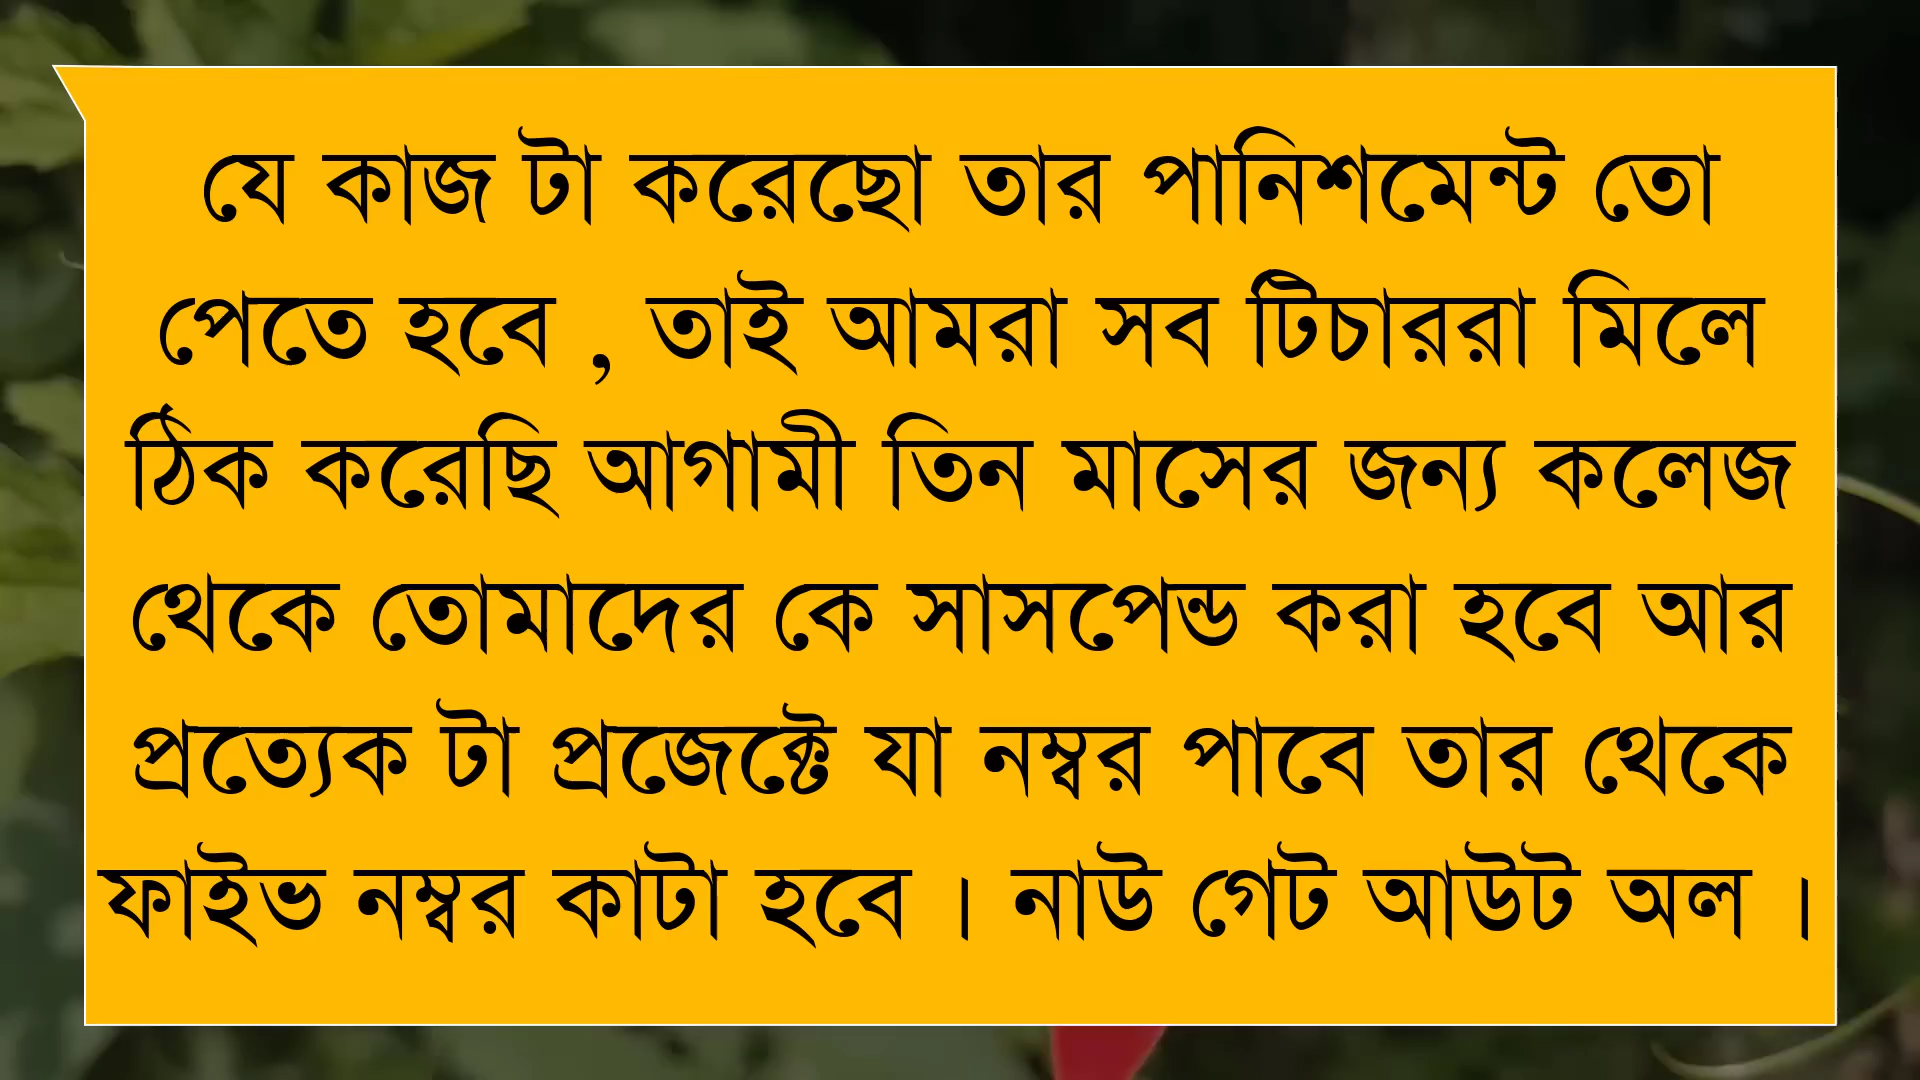 যে কাজ টা করেছো তার পানিশমেন্ট তো
পেতে হবে , তাই আমরা সব টিচাররা মিলে
ঠিক করেছি আগামী তিন মাসের জন্য কলেজ
থেকে তোমাদের কে সাসপেন্ড করা হবে আর
প্রত্যেক টা প্রজেক্টে যা নম্বর পাবে তার থেকে
ফাইভ নম্বর কাটা হবে । নাউ গেট আউট অল ।